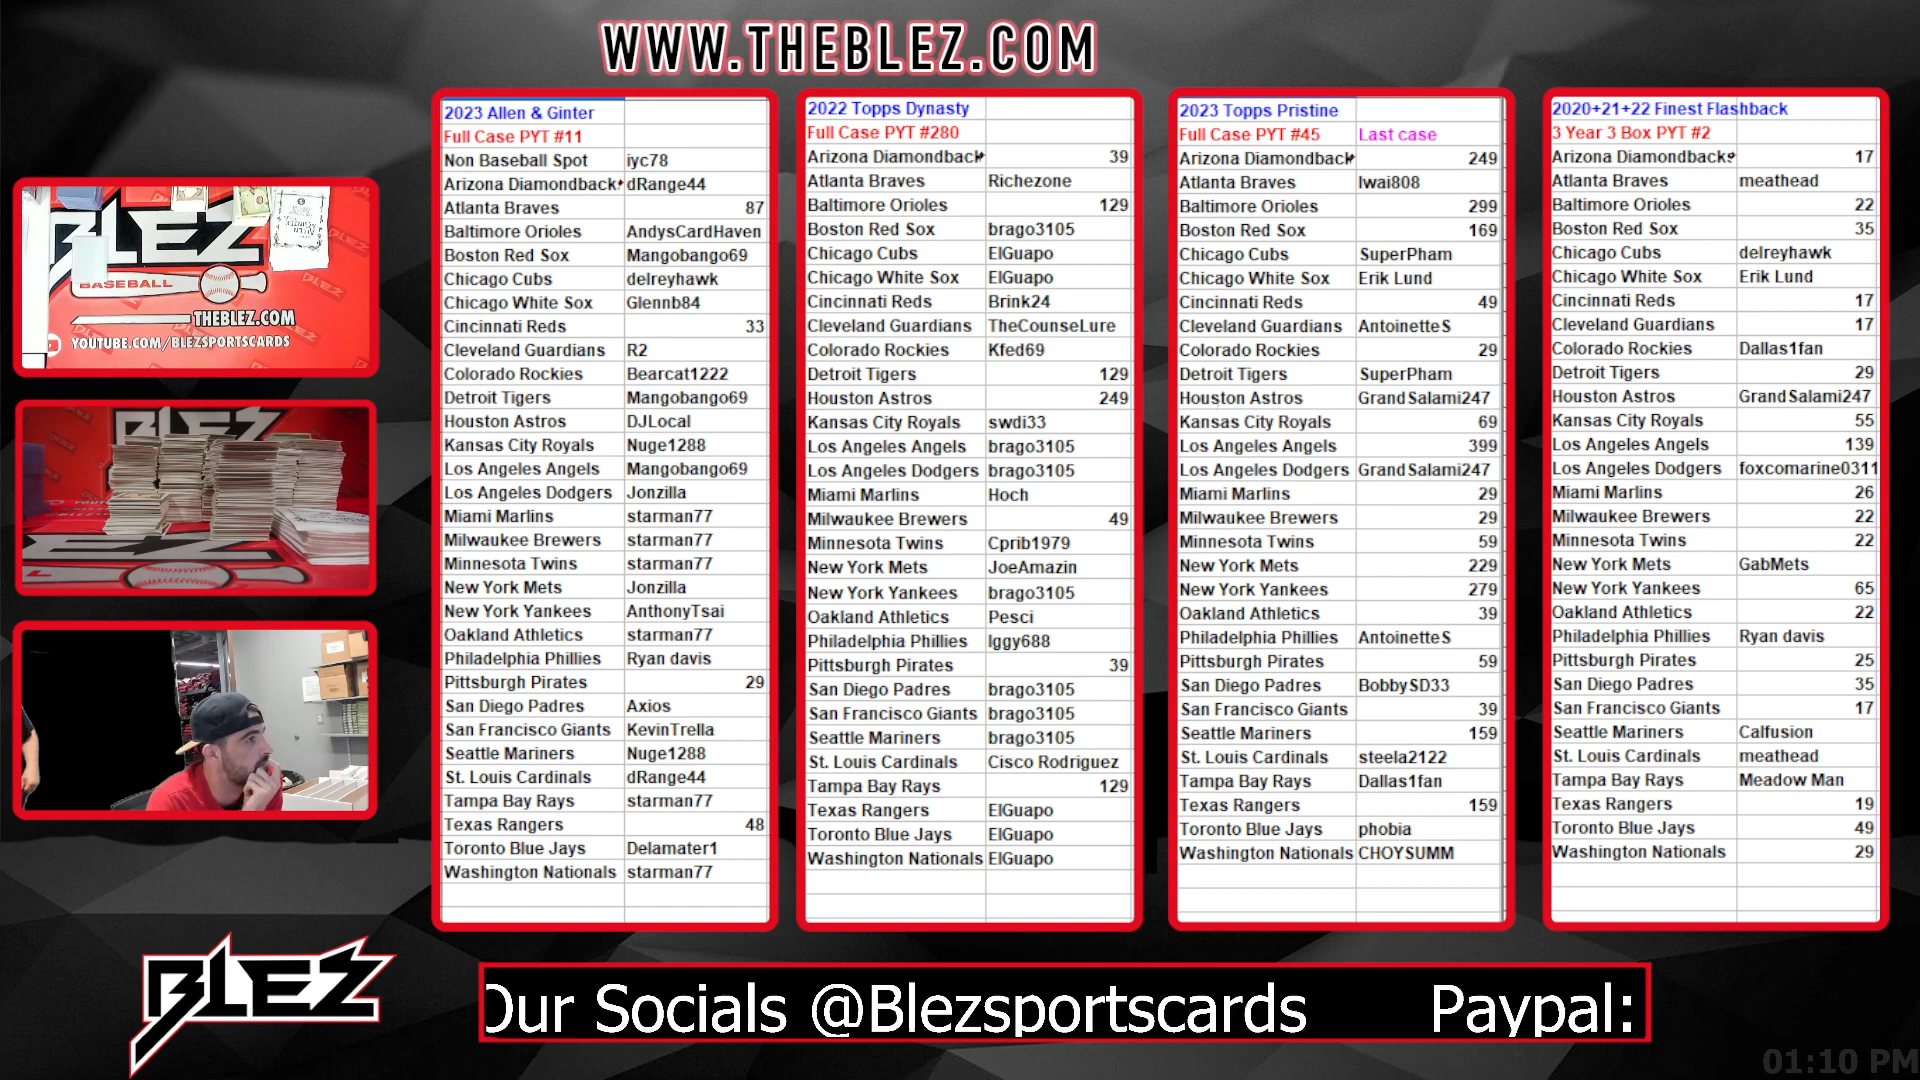 WWW.THEBLEZ.COM
BLEZ
BASEBALL
THEBLEZ.COM
YOUTUBE.COM/BLEZSPORTSCARDS
BLEZ
2023 Allen & Ginter
Full Case PYT #11
Non Baseball Spot iyc78
Arizona Diamondback dRange44
Atlanta Braves 87
Baltimore Orioles AndysCardHaven
Boston Red Sox Mangobango69
Chicago Cubs delreyhawk
Chicago White Sox Glennb84
Cincinnati Reds 33
Cleveland Guardians R2
Colorado Rockies Bearcat1222
Detroit Tigers Mangobango69
Houston Astros DJLocal
Kansas City Royals Nuge1288
Los Angeles Angels Mangobango69
Los Angeles Dodgers Jonzilla
Miami Marlins starman77
Milwaukee Brewers starman77
Minnesota Twins starman77
New York Mets Jonzilla
New York Yankees AnthonyTsai
Oakland Athletics starman77
Philadelphia Phillies Ryan davis
Pittsburgh Pirates 29
San Diego Padres Axios
San Francisco Giants KevinTrella
Seattle Mariners Nuge1288
St. Louis Cardinals dRange44
Tampa Bay Rays starman77
Texas Rangers 48
Toronto Blue Jays Delamater1
Washington Nationals starman77
2022 Topps Dynasty
Full Case PYT #280
Arizona Diamondback 39
Atlanta Braves Richezone
Baltimore Orioles 129
Boston Red Sox brago3105
Chicago Cubs ElGuapo
Chicago White Sox ElGuapo
Cincinnati Reds Brink24
Cleveland Guardians TheCounseLure
Colorado Rockies Kfed69
Detroit Tigers 129
Houston Astros 249
Kansas City Royals swdi33
Los Angeles Angels brago3105
Los Angeles Dodgers brago3105
Miami Marlins Hoch
Milwaukee Brewers 49
Minnesota Twins Cprib1979
New York Mets JoeAmazin
New York Yankees brago3105
Oakland Athletics Pesci
Philadelphia Phillies Iggy688
Pittsburgh Pirates 39
San Diego Padres brago3105
San Francisco Giants brago3105
Seattle Mariners brago3105
St. Louis Cardinals Cisco Rodriguez
Tampa Bay Rays 129
Texas Rangers ElGuapo
Toronto Blue Jays ElGuapo
Washington Nationals ElGuapo
2023 Topps Pristine
Full Case PYT #45 Last case
Arizona Diamondback 249
Atlanta Braves lwai808
Baltimore Orioles 299
Boston Red Sox 169
Chicago Cubs SuperPham
Chicago White Sox Erik Lund
Cincinnati Reds 49
Cleveland Guardians AntoinetteS
Colorado Rockies 29
Detroit Tigers SuperPham
Houston Astros GrandSalami247
Kansas City Royals 69
Los Angeles Angels 399
Los Angeles Dodgers GrandSalami247
Miami Marlins 29
Milwaukee Brewers 29
Minnesota Twins 59
New York Mets 229
New York Yankees 279
Oakland Athletics 39
Philadelphia Phillies AntoinetteS
Pittsburgh Pirates 59
San Diego Padres BobbySD33
San Francisco Giants 39
Seattle Mariners 159
St. Louis Cardinals steela2122
Tampa Bay Rays Dallas1fan
Texas Rangers 159
Toronto Blue Jays phobia
Washington Nationals CHOYSUMM
2020+21+22 Finest Flashback
3 Year 3 Box PYT #2
Arizona Diamondbacks 17
Atlanta Braves meathead
Baltimore Orioles 22
Boston Red Sox 35
Chicago Cubs delreyhawk
Chicago White Sox Erik Lund
Cincinnati Reds 17
Cleveland Guardians 17
Colorado Rockies Dallas1fan
Detroit Tigers 29
Houston Astros GrandSalami247
Kansas City Royals 55
Los Angeles Angels 139
Los Angeles Dodgers foxcomarine0311
Miami Marlins 26
Milwaukee Brewers 22
Minnesota Twins 22
New York Mets GabMets
New York Yankees 65
Oakland Athletics 22
Philadelphia Phillies Ryan davis
Pittsburgh Pirates 25
San Diego Padres 35
San Francisco Giants 17
Seattle Mariners Calfusion
St. Louis Cardinals meathead
Tampa Bay Rays Meadow Man
Texas Rangers 19
Toronto Blue Jays 49
Washington Nationals 29
BLEZ
Our Socials @Blezsportscards Paypal:
01:10 PM